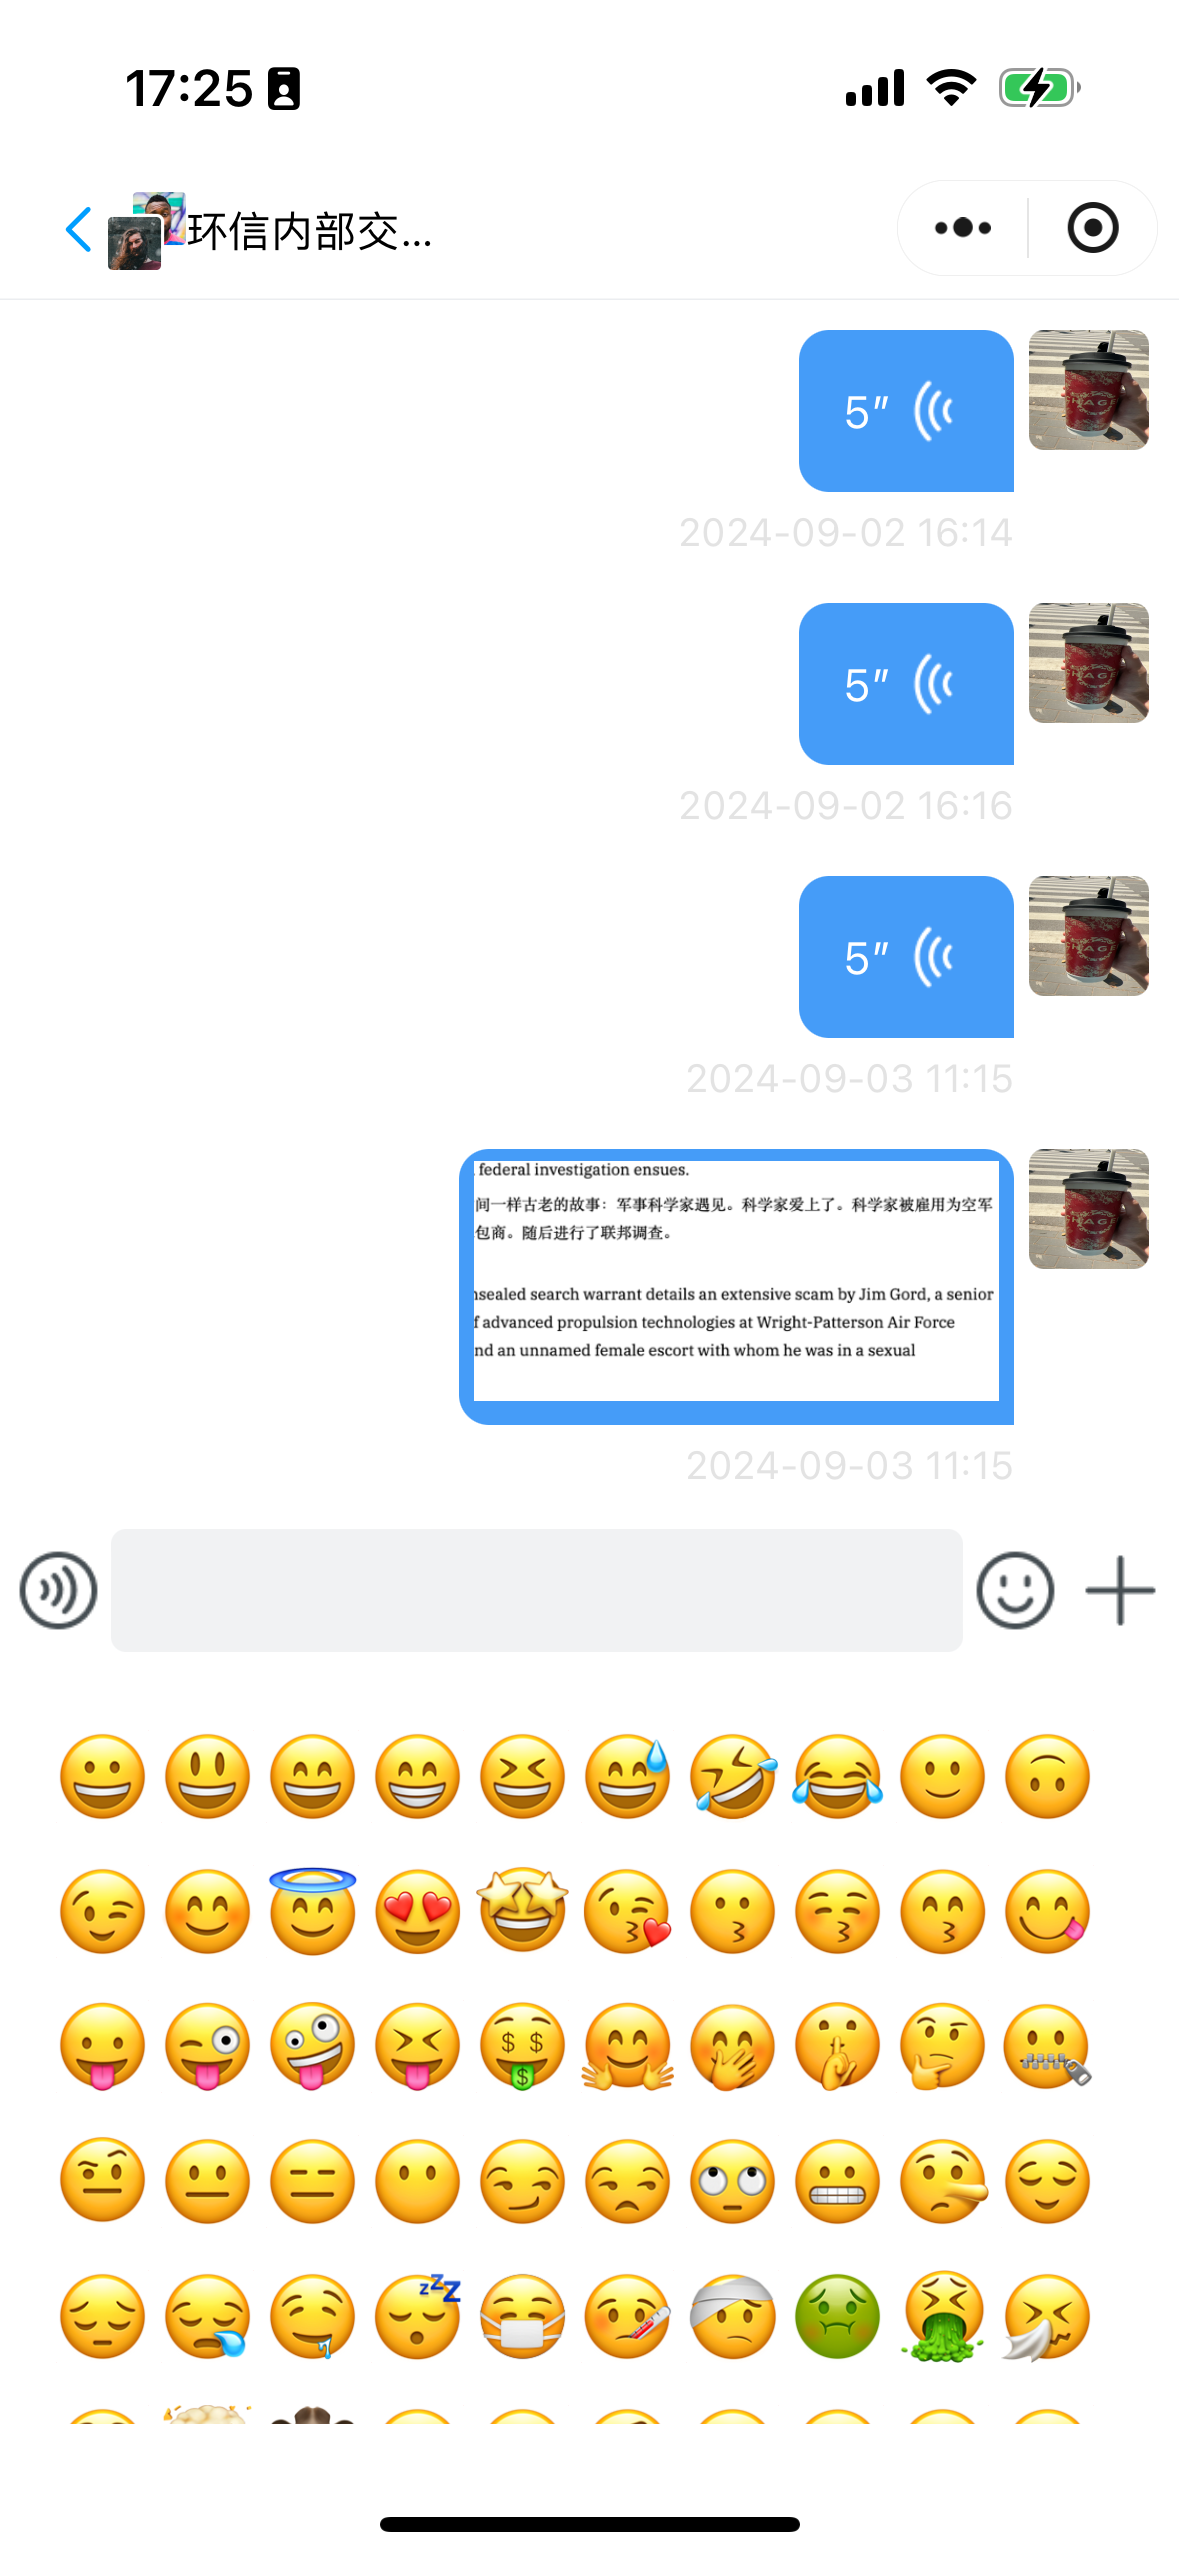 17:25
环信内部交...
5″
2024-09-02 16:14
5″
2024-09-02 16:16
5″
2024-09-03 11:15
federal investigation ensues.
间一样古老的故事：军事科学家遇见。科学家爱上了。科学家被雇用为空军
包商。随后进行了联邦调查。
nsealed search warrant details an extensive scam by Jim Gord, a senior
f advanced propulsion technologies at Wright-Patterson Air Force
nd an unnamed female escort with whom he was in a sexual
2024-09-03 11:15